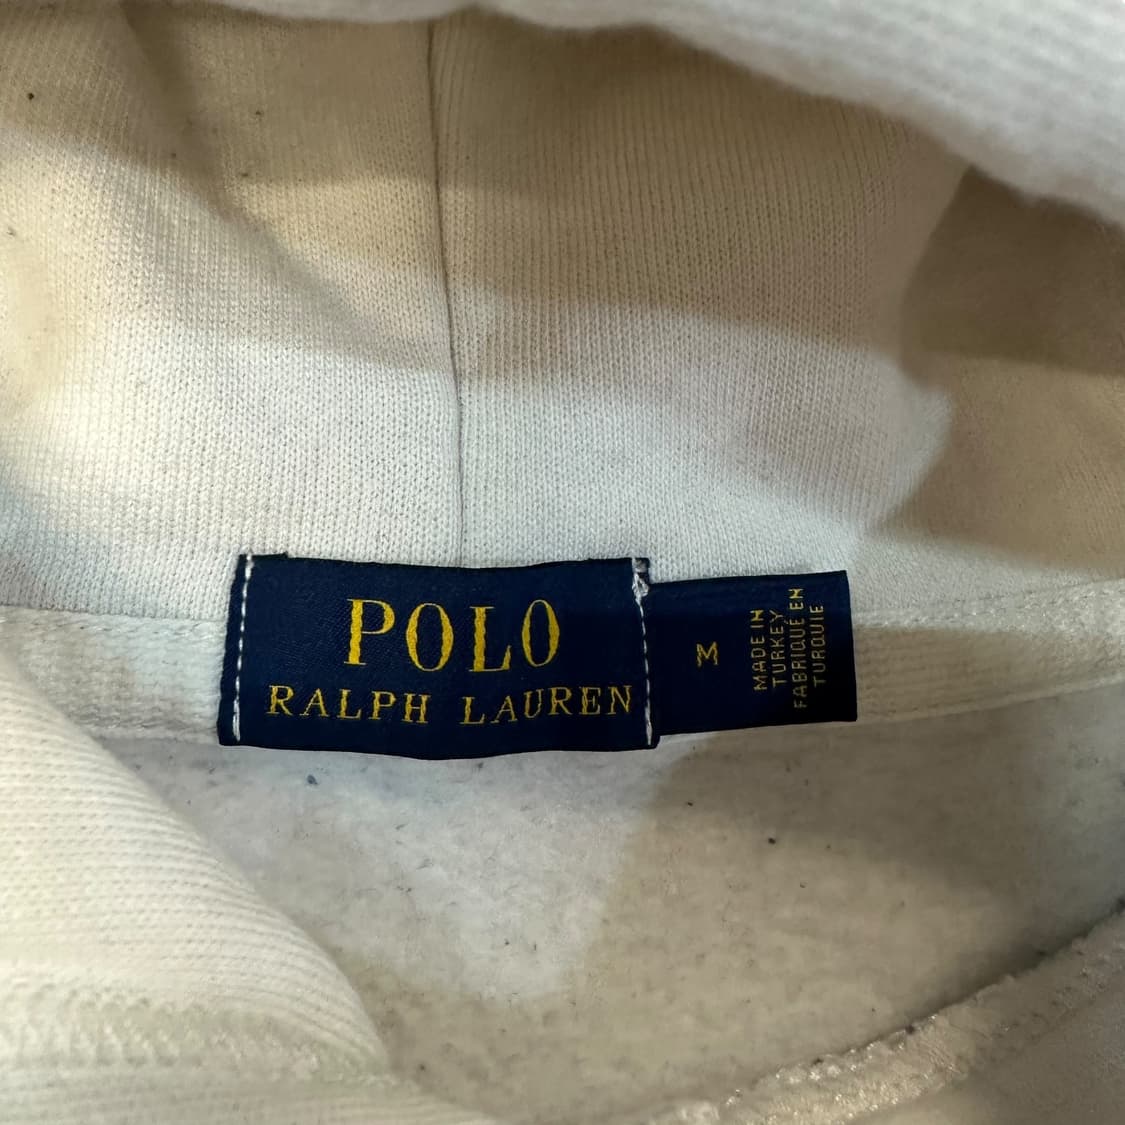 POLO
RALPH LAUREN
M
MADE IN
TURKEY
FABRIQUÉ EN
TURQUIE